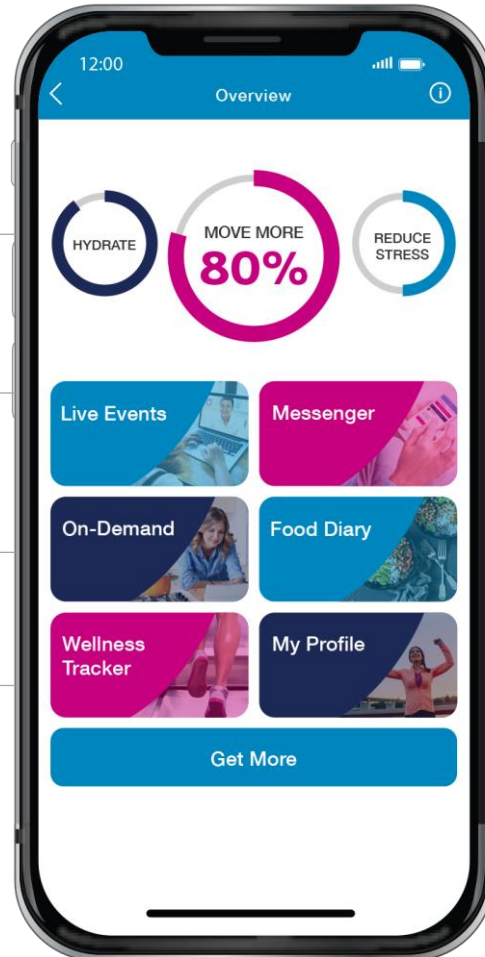 12:00
Overview
HYDRATE
MOVE MORE
80%
REDUCE
STRESS
Live Events
Messenger
On-Demand
Food Diary
Wellness
Tracker
My Profile
Get More